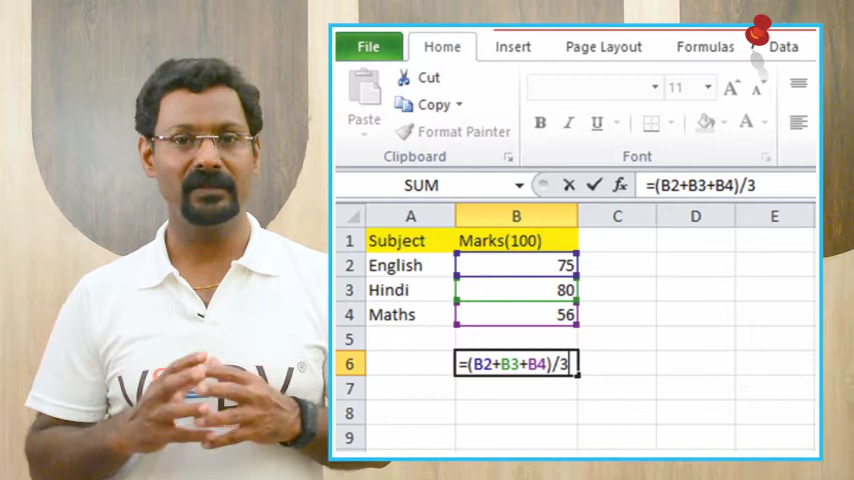 File Home Insert Page Layout Formulas Data
Cut
Copy
Paste
Format Painter
11 A A
B I U A
Clipboard Font
SUM fx =(B2+B3+B4)/3
A B C D E
1 Subject Marks(100)
2 English 75
3 Hindi 80
4 Maths 56
5
6 =(B2+B3+B4)/3
7
8
9